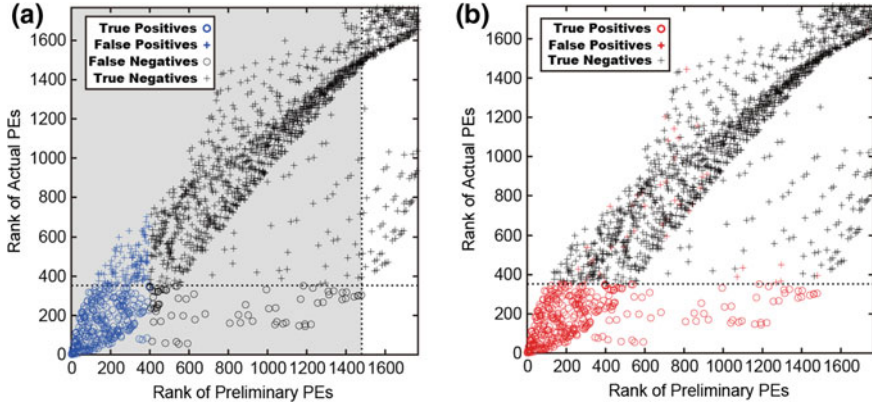 (a)
True Positives
False Positives
False Negatives
True Negatives
Rank of Actual PEs
1600
1400
1200
1000
800
600
400
200
0
0 200 400 600 800 1000 1200 1400 1600
Rank of Preliminary PEs
(b)
True Positives
False Positives
True Negatives
Rank of Actual PEs
1600
1400
1200
1000
800
600
400
200
0
200 400 600 800 1000 1200 1400 1600
Rank of Preliminary PEs